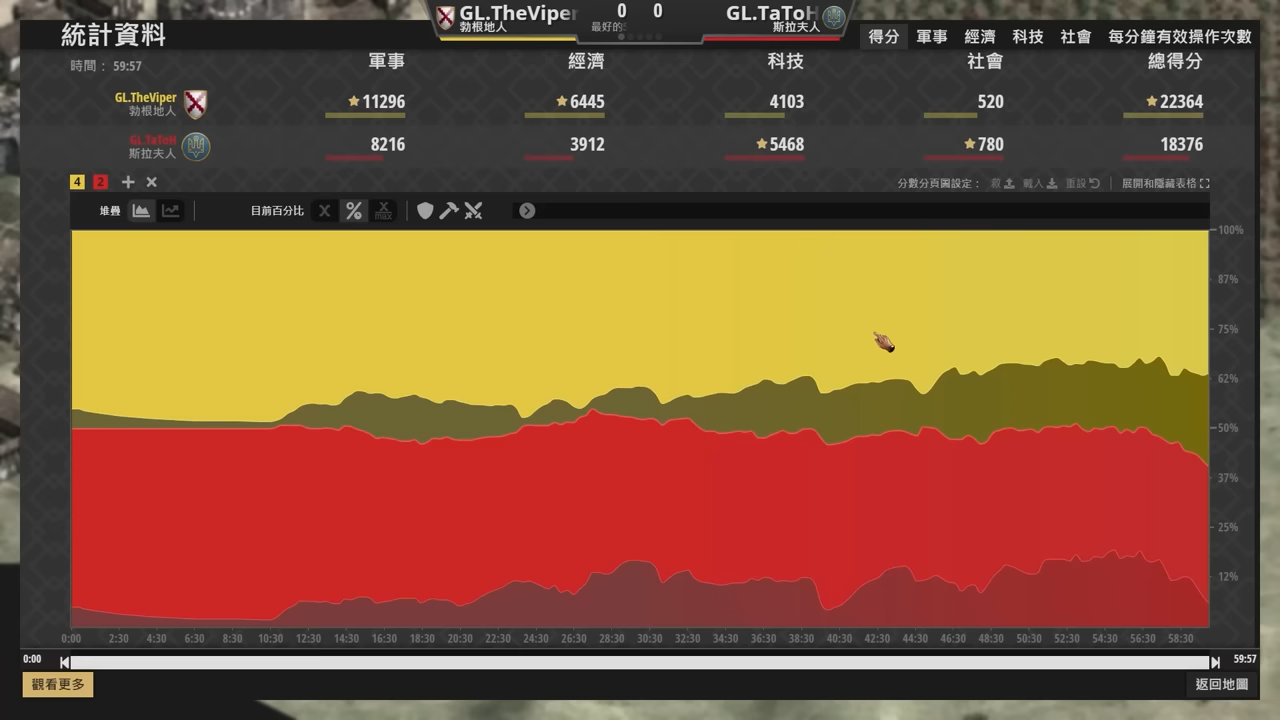 統計資料
GL.TheViper 0 0 GL.TaToH
勃根地人 最好的 斯拉夫人
得分 軍事 經濟 科技 社會 每分鐘有效操作次數
時間： 59:57 軍事 經濟 科技 社會 總得分
GL.TheViper
勃根地人 11296 6445 4103 520 22364
GL.TaToH
斯拉夫人 8216 3912 5468 780 18376
4 2 分數分頁圖設定： 載入 重設 展開和隱藏表格
堆疊 目前百分比 X % X max
100%
87%
75%
62%
50%
37%
25%
12%
0:00 2:30 4:30 6:30 8:30 10:30 12:30 14:30 16:30 18:30 20:30 22:30 24:30 26:30 28:30 30:30 32:30 34:30 36:30 38:30 40:30 42:30 44:30 46:30 48:30 50:30 52:30 54:30 56:30 58:30
0:00 59:57
觀看更多 返回地圖